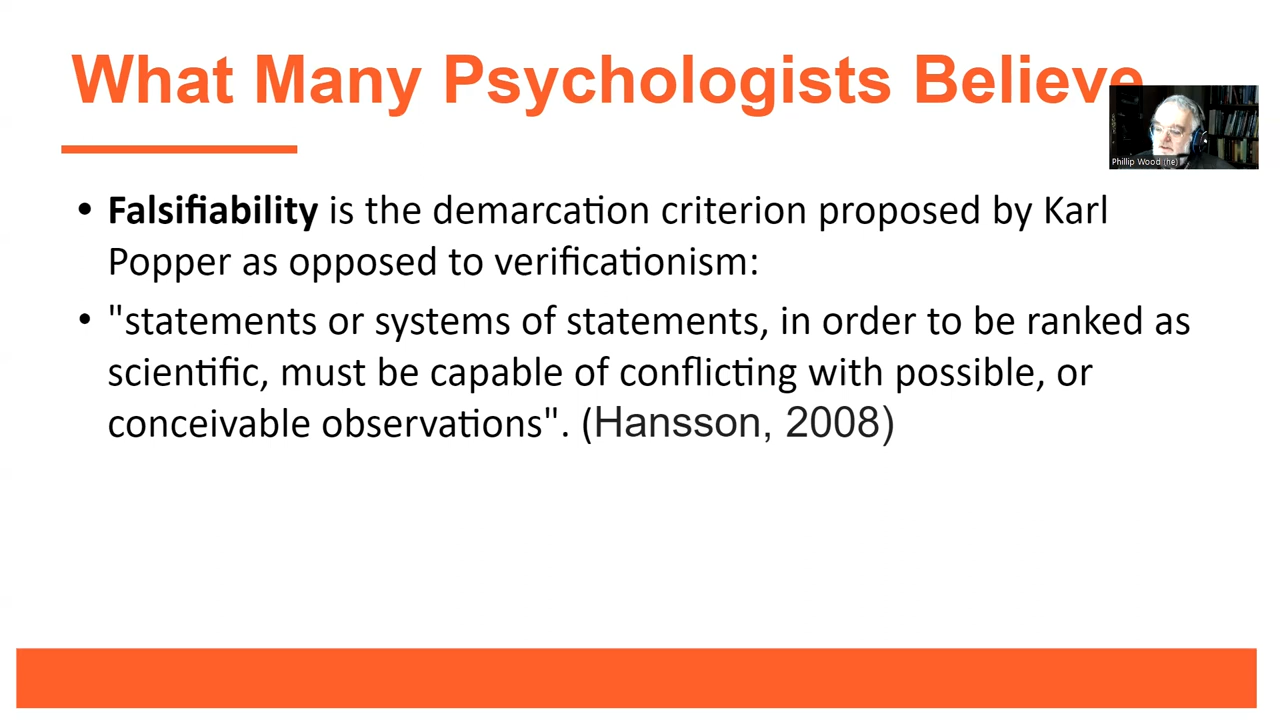 What Many Psychologists Believe
Phillip Wood (he)
• Falsifiability is the demarcation criterion proposed by Karl
Popper as opposed to verificationism:
• "statements or systems of statements, in order to be ranked as
scientific, must be capable of conflicting with possible, or
conceivable observations". (Hansson, 2008)